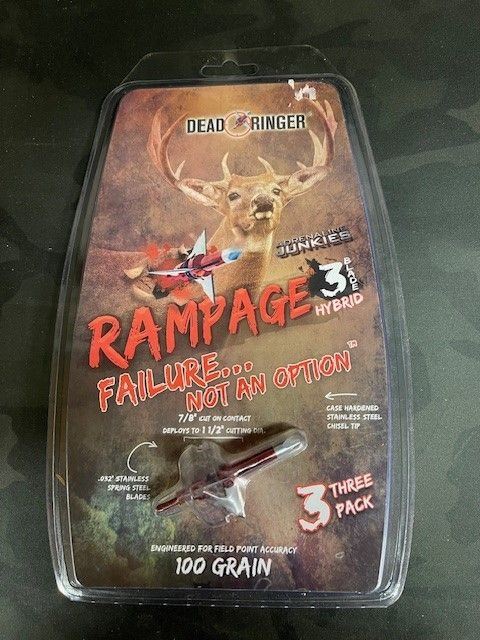 DEAD RINGER
ADRENALINE
JUNKIES
RAMPAGE 3 BLADE
HYBRID
FAILURE...
NOT AN OPTION™
7/8" CUT ON CONTACT
DEPLOYS TO 1 1/2" CUTTING DIA.
CASE HARDENED
STAINLESS STEEL
CHISEL TIP
.032" STAINLESS
SPRING STEEL
BLADES
3 THREE
PACK
ENGINEERED FOR FIELD POINT ACCURACY
100 GRAIN